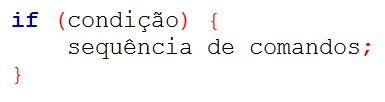 if (condição) {
    sequência de comandos;
}